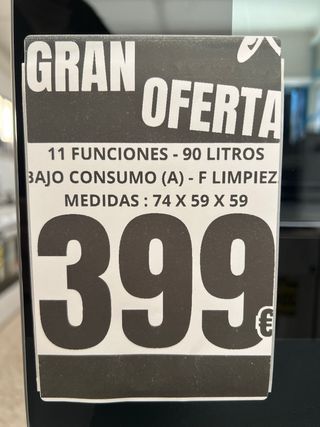 GRAN
OFERTA
11 FUNCIONES - 90 LITROS
BAJO CONSUMO (A) - F LIMPIEZ
MEDIDAS : 74 X 59 X 59
399€